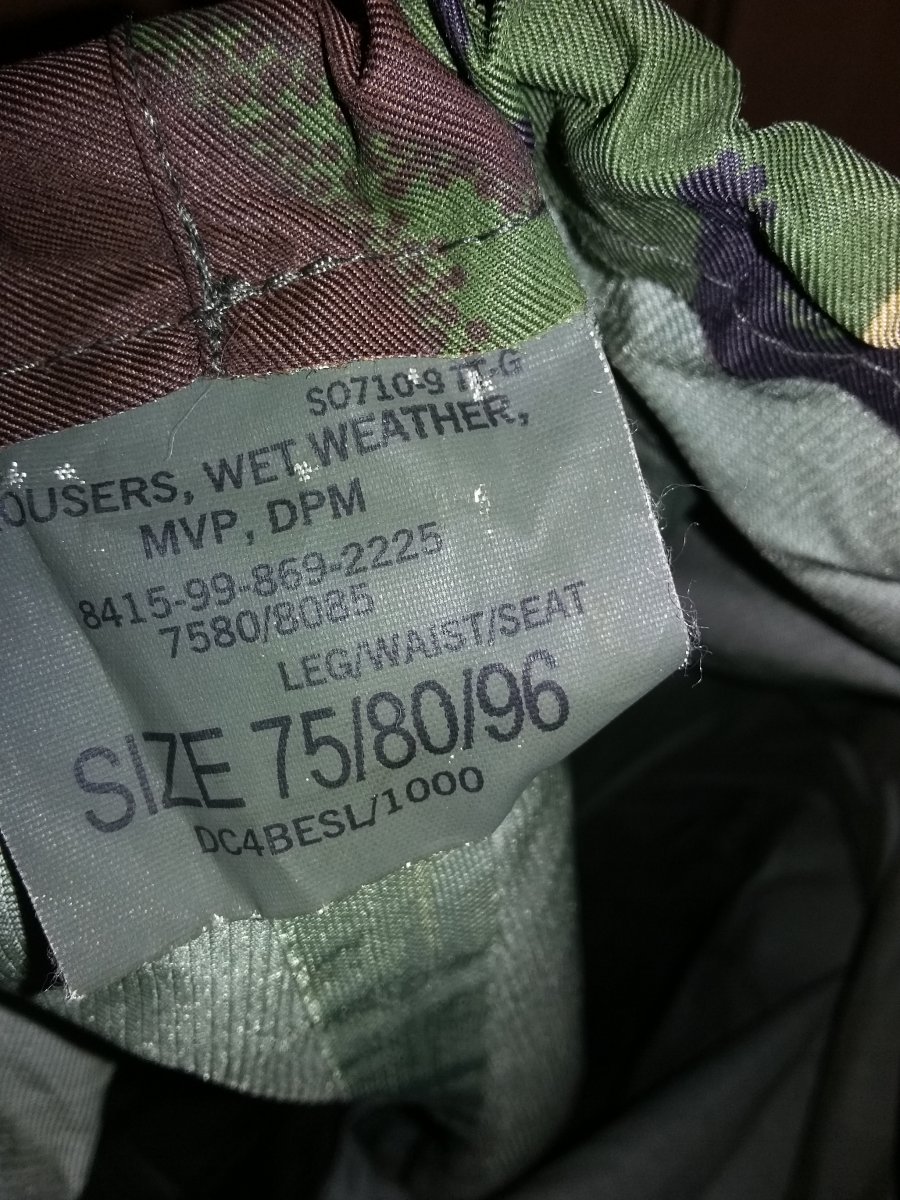 SO710-9 TT-G
OUSERS, WET WEATHER,
MVP, DPM
8415-99-869-2225
7580/8085
LEG/WAIST/SEAT
SIZE 75/80/96
DC4BESL/1000